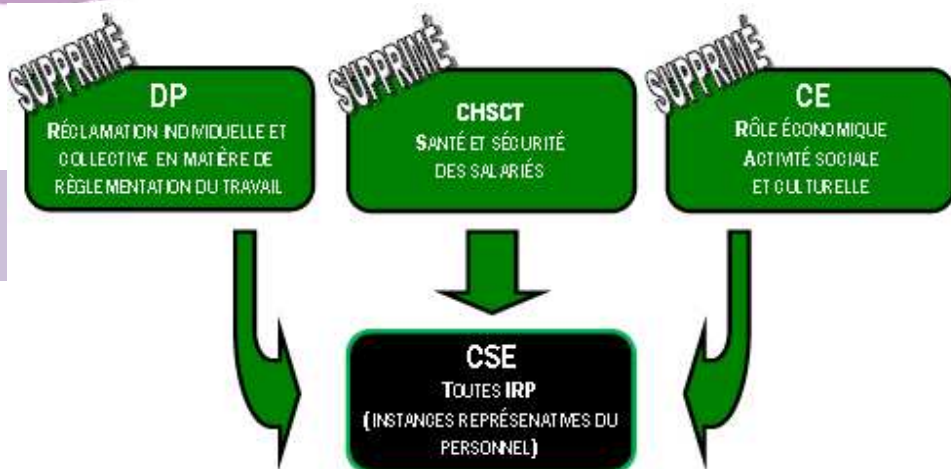 SUPPRIMÉ
DP
RÉCLAMATION INDIVIDUELLE ET
COLLECTIVE EN MATIÈRE DE
RÈGLEMENTATION DU TRAVAIL
SUPPRIMÉ
CHSCT
SANTÉ ET SÉCURITÉ
DES SALARIÉS
SUPPRIMÉ
CE
RÔLE ÉCONOMIQUE
ACTIVITÉ SOCIALE
ET CULTURELLE
CSE
TOUTES IRP
(INSTANCES REPRÉSENATIVES DU
PERSONNEL)